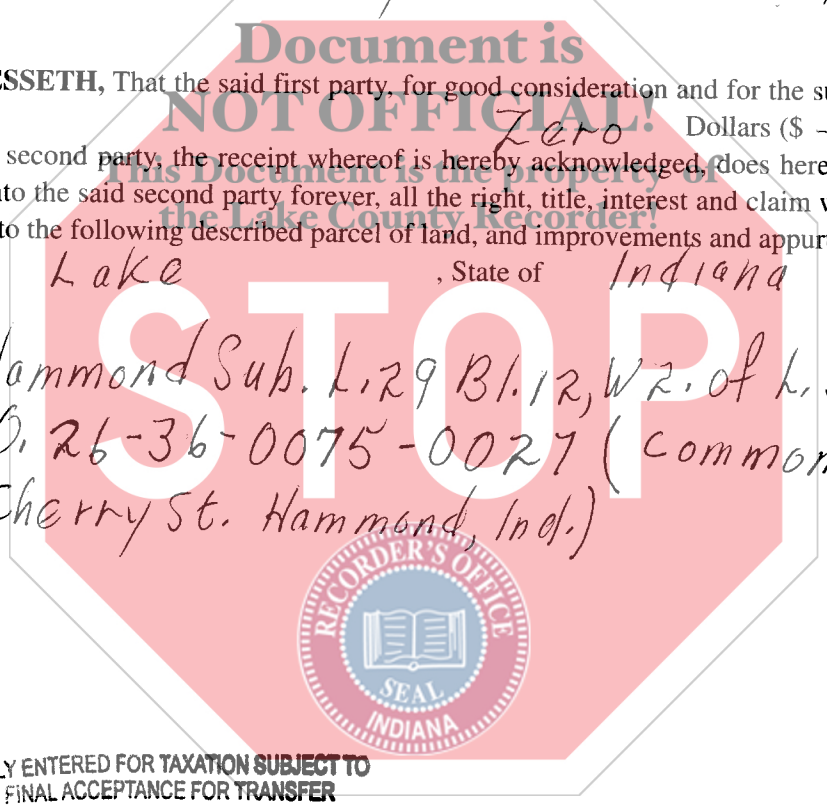 Document is
ESSETH, That the said first party, for good consideration and for the su
NOT OFFICIAL!
Zero Dollars ($ –
second party, the receipt whereof is hereby acknowledged, does here
This Document is the property of
nto the said second party forever, all the right, title, interest and claim w
the Lake County Recorder!
to the following described parcel of land, and improvements and appurt
Lake , State of Indiana
STOP
ammond Sub. L.29 Bl.12, W2. of L.
26-36-0075-0027 (Common
Cherry St. Hammond, Ind.)
RECORDER'S OFFICE
SEAL
INDIANA
LY ENTERED FOR TAXATION SUBJECT TO
FINAL ACCEPTANCE FOR TRANSFER